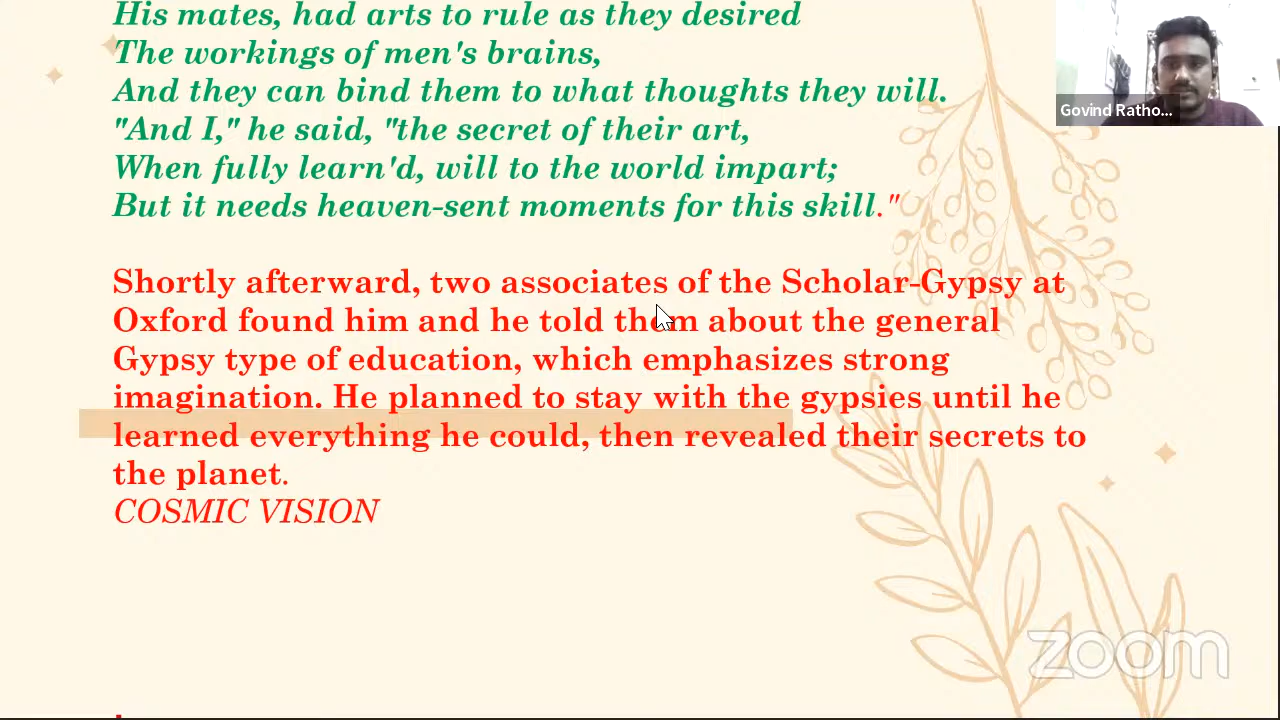 His mates, had arts to rule as they desired
The workings of men's brains,
And they can bind them to what thoughts they will.
"And I," he said, "the secret of their art,
When fully learn'd, will to the world impart;
But it needs heaven-sent moments for this skill."
Shortly afterward, two associates of the Scholar-Gypsy at
Oxford found him and he told them about the general
Gypsy type of education, which emphasizes strong
imagination. He planned to stay with the gypsies until he
learned everything he could, then revealed their secrets to
the planet.
COSMIC VISION
Govind Ratho...
zoom